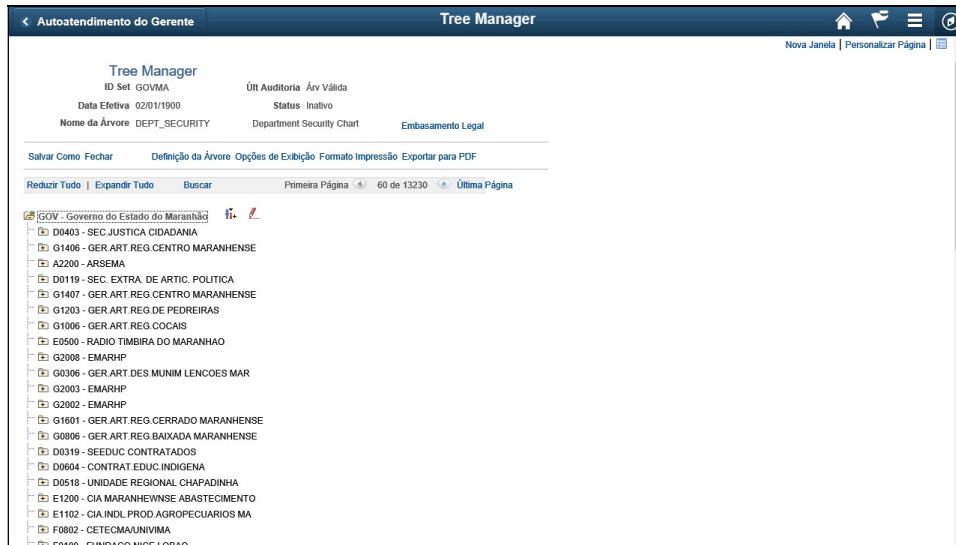 Autoatendimento do Gerente
Tree Manager
Nova Janela | Personalizar Página |
Tree Manager
ID Set GOVMA Últ Auditoria Árv Válida
Data Efetiva 02/01/1900 Status Inativo
Nome da Árvore DEPT_SECURITY Department Security Chart Embasamento Legal
Salvar Como Fechar Definição da Árvore Opções de Exibição Formato Impressão Exportar para PDF
Reduzir Tudo | Expandir Tudo Buscar Primeira Página 60 de 13230 Última Página
GOV - Governo do Estado do Maranhão
D0403 - SEC.JUSTICA CIDADANIA
G1406 - GER.ART.REG.CENTRO MARANHENSE
A2200 - ARSEMA
D0119 - SEC. EXTRA. DE ARTIC. POLITICA
G1407 - GER.ART.REG.CENTRO MARANHENSE
G1203 - GER.ART.REG.DE PEDREIRAS
G1006 - GER.ART.REG.COCAIS
E0500 - RADIO TIMBIRA DO MARANHAO
G2008 - EMARHP
G0306 - GER.ART.DES.MUNIM LENCOES MAR
G2003 - EMARHP
G2002 - EMARHP
G1601 - GER.ART.REG.CERRADO MARANHENSE
G0806 - GER.ART.REG.BAIXADA MARANHENSE
D0319 - SEEDUC CONTRATADOS
D0604 - CONTRAT.EDUC.INDIGENA
D0518 - UNIDADE REGIONAL CHAPADINHA
E1200 - CIA MARANHEWNSE ABASTECIMENTO
E1102 - CIA.INDL.PROD.AGROPECUARIOS MA
F0802 - CETECMA/UNIVIMA